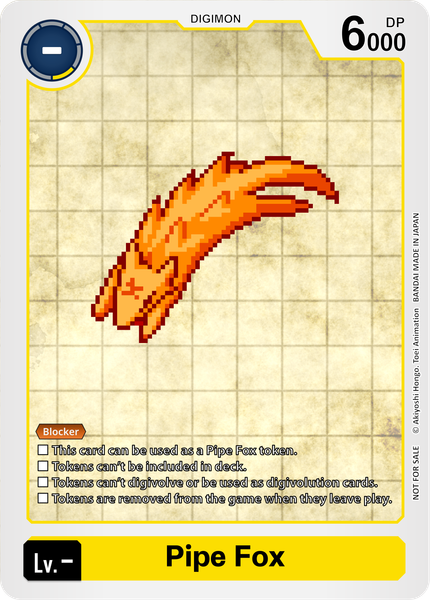 DIGIMON
-
DP
6000
Blocker
☐ This card can be used as a Pipe Fox token.
☐ Tokens can't be included in deck.
☐ Tokens can't digivolve or be used as digivolution cards.
☐ Tokens are removed from the game when they leave play.
NOT FOR SALE © Akiyoshi Hongo. Toei Animation BANDAI MADE IN JAPAN
Lv.-
Pipe Fox